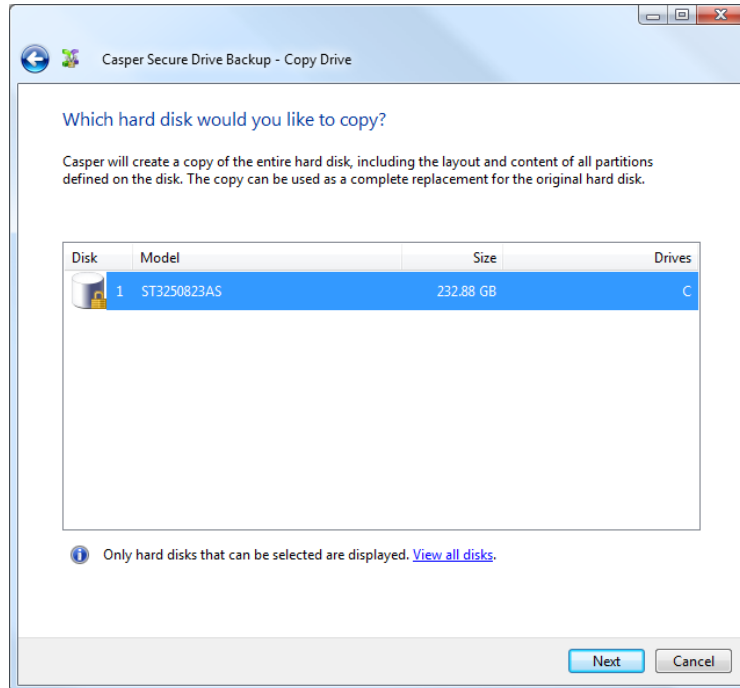 Casper Secure Drive Backup - Copy Drive
Which hard disk would you like to copy?
Casper will create a copy of the entire hard disk, including the layout and content of all partitions
defined on the disk. The copy can be used as a complete replacement for the original hard disk.
Disk Model Size Drives
1 ST3250823AS 232.88 GB C
Only hard disks that can be selected are displayed. View all disks.
Next Cancel